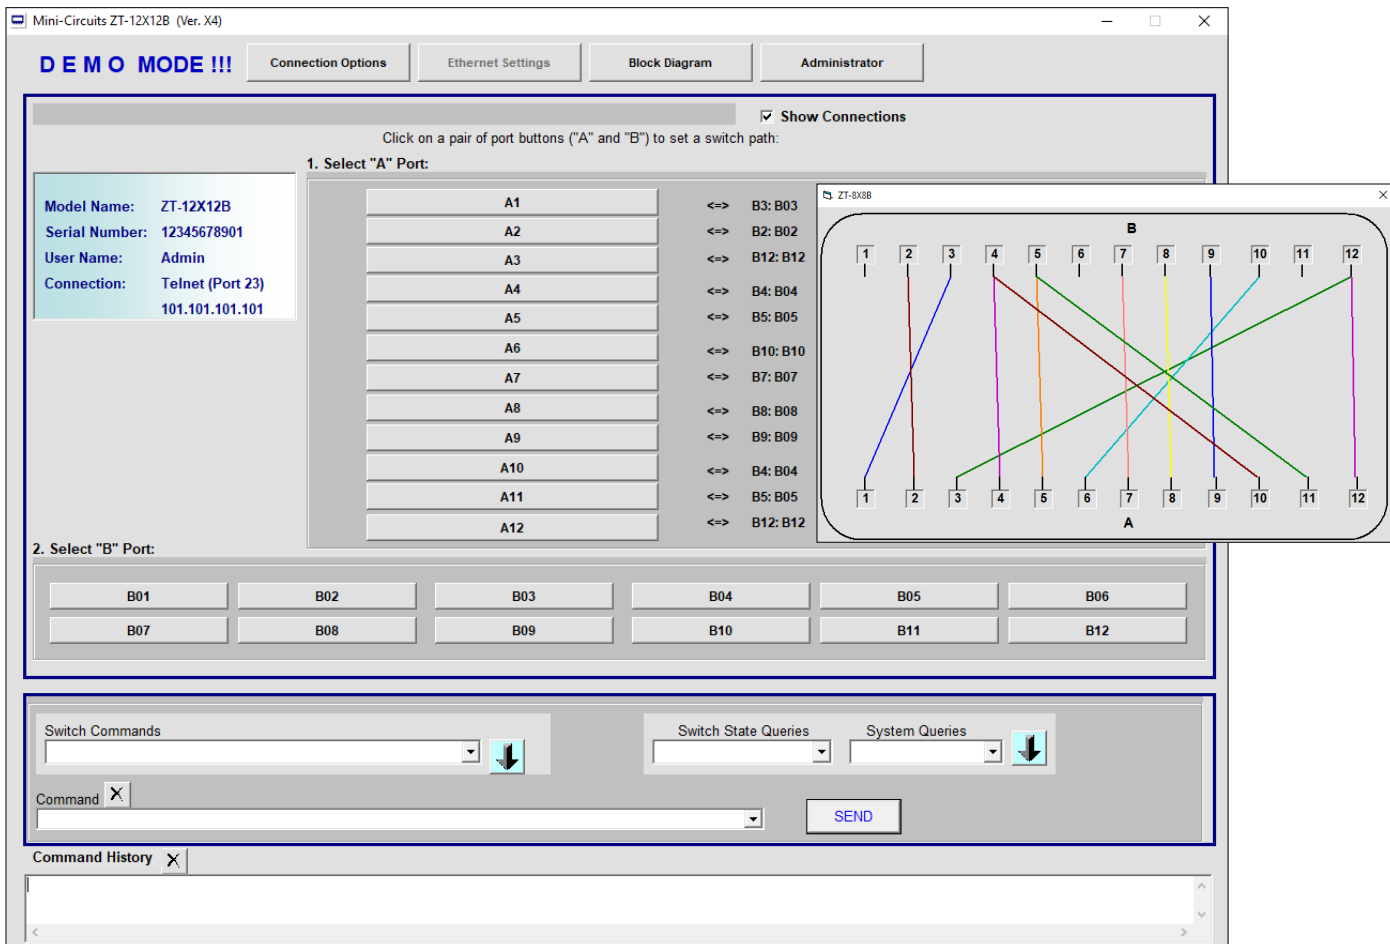 Mini-Circuits ZT-12X12B (Ver. X4)
D E M O MODE !!!
Connection Options
Ethernet Settings
Block Diagram
Administrator
Show Connections
Click on a pair of port buttons ("A" and "B") to set a switch path:
1. Select "A" Port:
Model Name: ZT-12X12B
Serial Number: 12345678901
User Name: Admin
Connection: Telnet (Port 23)
101.101.101.101
A1 <=> B3: B03
A2 <=> B2: B02
A3 <=> B12: B12
A4 <=> B4: B04
A5 <=> B5: B05
A6 <=> B10: B10
A7 <=> B7: B07
A8 <=> B8: B08
A9 <=> B9: B09
A10 <=> B4: B04
A11 <=> B5: B05
A12 <=> B12: B12
ZT-8X8B
B
1 2 3 4 5 6 7 8 9 10 11 12
1 2 3 4 5 6 7 8 9 10 11 12
A
2. Select "B" Port:
B01 B02 B03 B04 B05 B06
B07 B08 B09 B10 B11 B12
Switch Commands
Switch State Queries
System Queries
Command X
SEND
Command History X